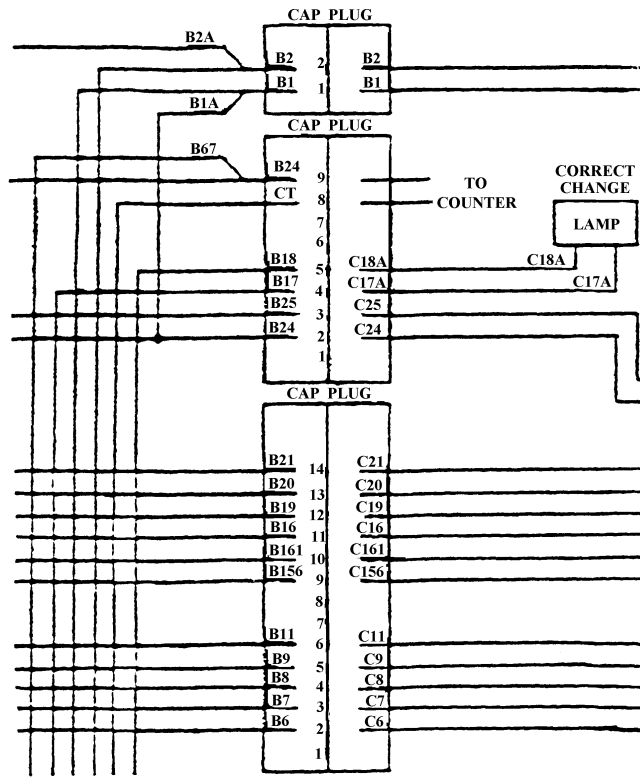 CAP PLUG
B2A
B2 2 B2
B1 1 B1
B1A
CAP PLUG
B67
B24 9
CT 8
TO
COUNTER
7
6
CORRECT
CHANGE
LAMP
B18 5 C18A C18A
B17 4 C17A C17A
B25 3 C25
B24 2 C24
1
CAP PLUG
B21 14 C21
B20 13 C20
B19 12 C19
B16 11 C16
B161 10 C161
B156 9 C156
8
7
B11 6 C11
B9 5 C9
B8 4 C8
B7 3 C7
B6 2 C6
1